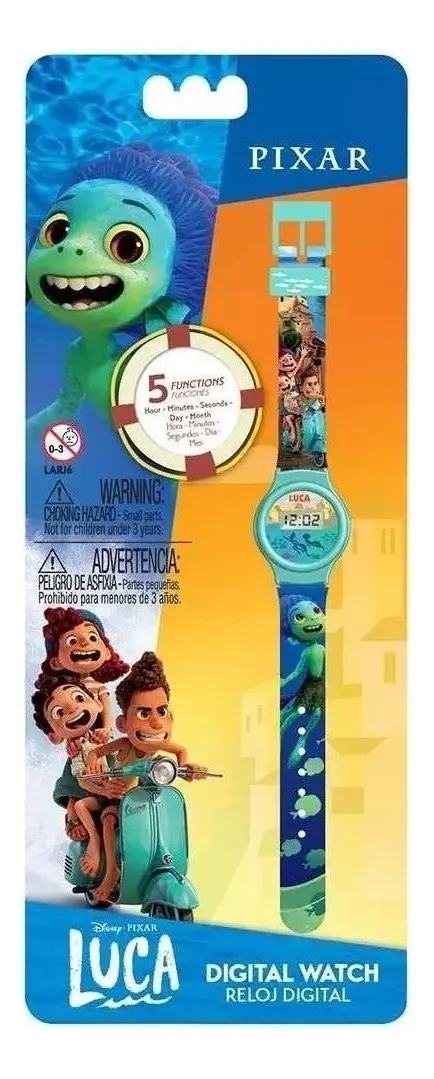 PIXAR
5 FUNCTIONS
FUNCIONES
Hour - Minutes - Seconds -
Day - Month
Hora - Minutos -
Segundos - Día -
Mes
0-3
LARJ6
WARNING:
CHOKING HAZARD - Small parts.
Not for children under 3 years.
ADVERTENCIA:
PELIGRO DE ASFIXIA - Partes pequeñas.
Prohibido para menores de 3 años.
LUCA
12:02
Disney · PIXAR
LUCA
DIGITAL WATCH
RELOJ DIGITAL